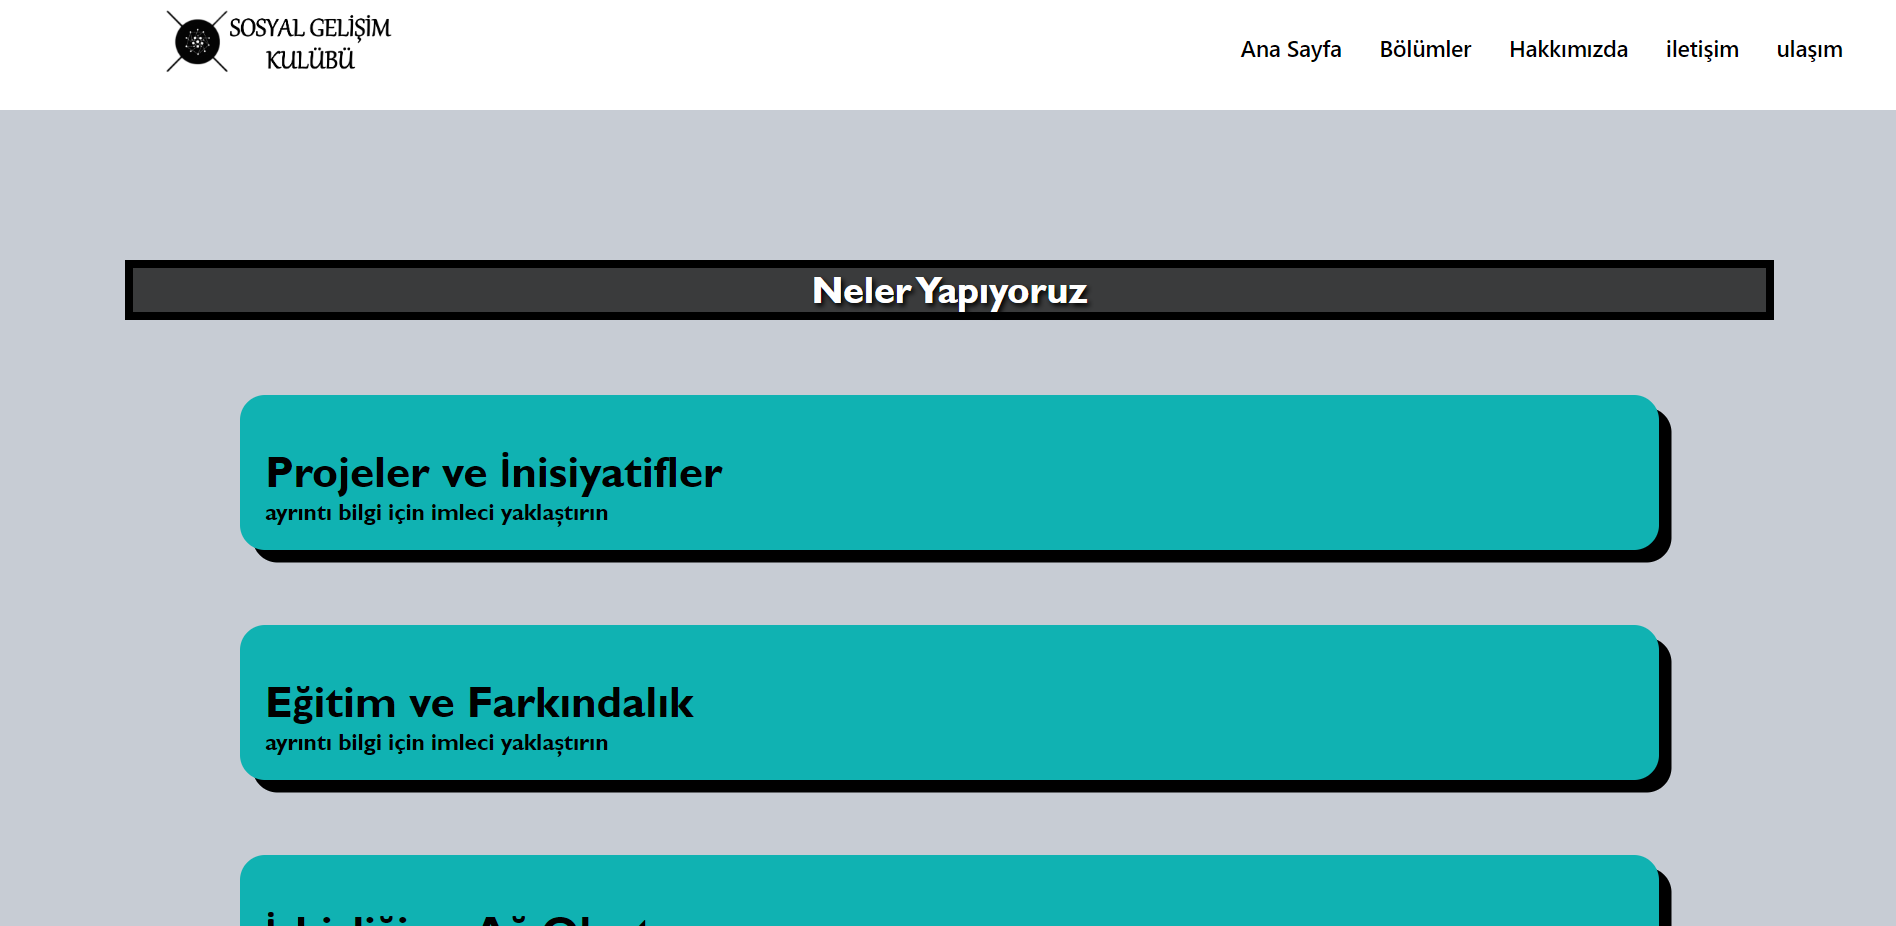 SOSYAL GELİŞİM
KULÜBÜ
Ana Sayfa Bölümler Hakkımızda iletişim ulaşım
Neler Yapıyoruz
Projeler ve İnisiyatifler
ayrıntı bilgi için imleci yaklaştırın
Eğitim ve Farkındalık
ayrıntı bilgi için imleci yaklaştırın